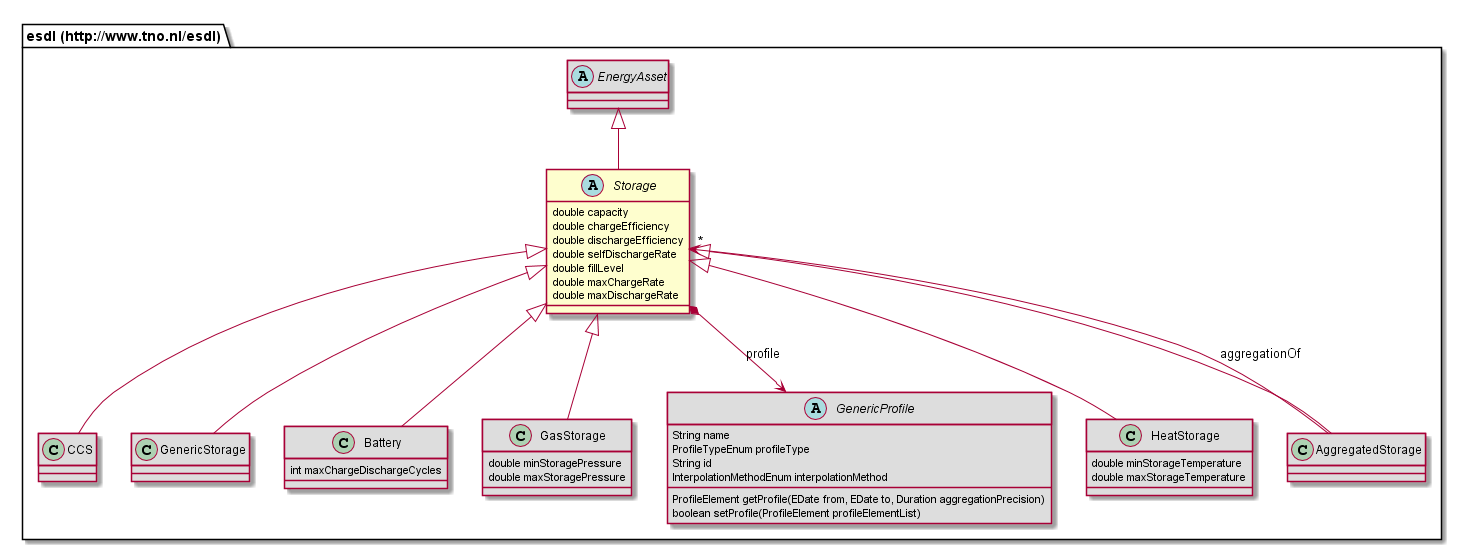 esdl (http://www.tno.nl/esdl)
A EnergyAsset
A Storage
double capacity
double chargeEfficiency
double dischargeEfficiency
double selfDischargeRate
double fillLevel
double maxChargeRate
double maxDischargeRate
*
profile
aggregationOf
C CCS
C GenericStorage
C Battery
int maxChargeDischargeCycles
C GasStorage
double minStoragePressure
double maxStoragePressure
A GenericProfile
String name
ProfileTypeEnum profileType
String id
InterpolationMethodEnum interpolationMethod
ProfileElement getProfile(EDate from, EDate to, Duration aggregationPrecision)
boolean setProfile(ProfileElement profileElementList)
C HeatStorage
double minStorageTemperature
double maxStorageTemperature
C AggregatedStorage